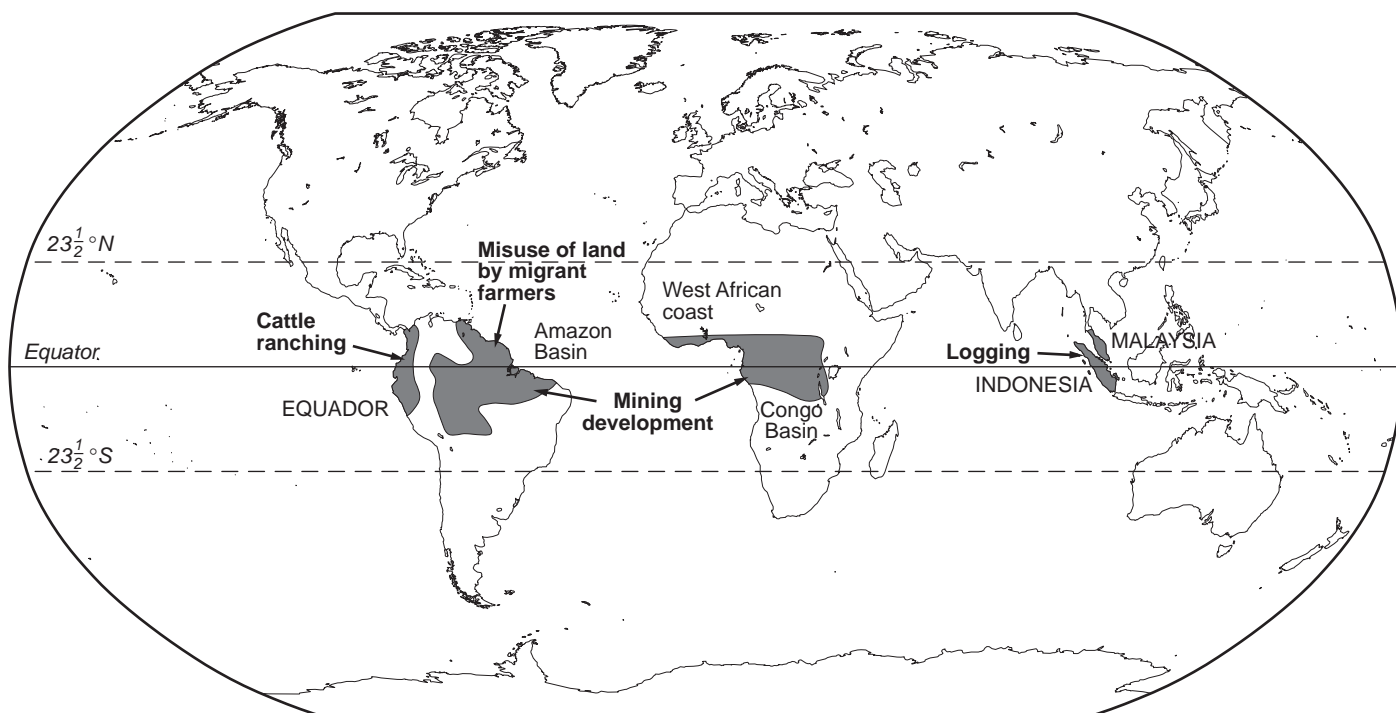 23½°N
Misuse of land
by migrant
farmers
West African
coast
Cattle
ranching
Amazon
Basin
Equator
Logging
MALAYSIA
INDONESIA
EQUADOR
Mining
development
Congo
Basin
23½°S